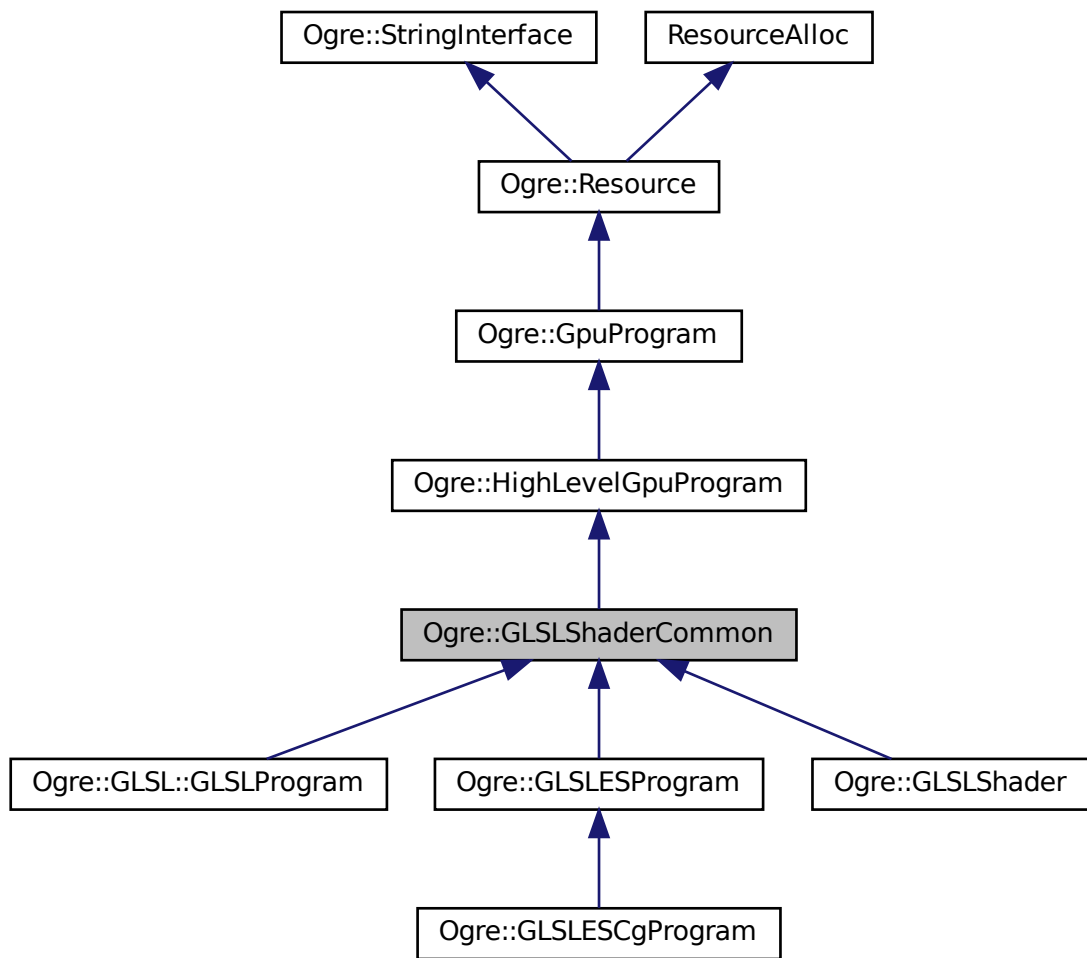 Ogre::StringInterface
ResourceAlloc
Ogre::Resource
Ogre::GpuProgram
Ogre::HighLevelGpuProgram
Ogre::GLSLShaderCommon
Ogre::GLSL::GLSLProgram
Ogre::GLSLESProgram
Ogre::GLSLShader
Ogre::GLSLESCgProgram